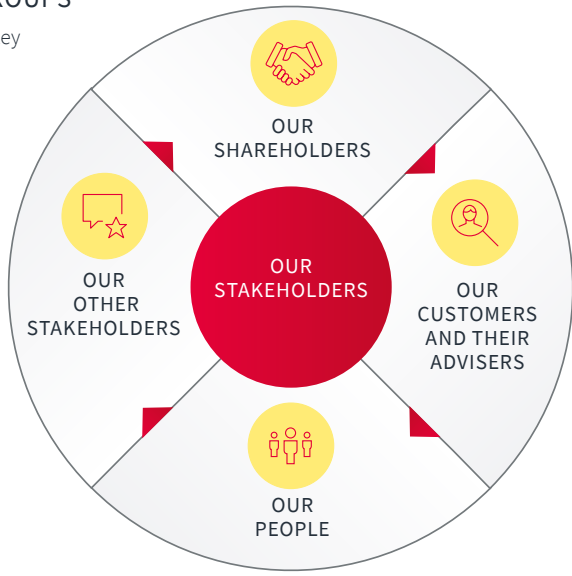 OUR
SHAREHOLDERS
OUR
OTHER
STAKEHOLDERS
OUR
STAKEHOLDERS
OUR
CUSTOMERS
AND THEIR
ADVISERS
OUR
PEOPLE